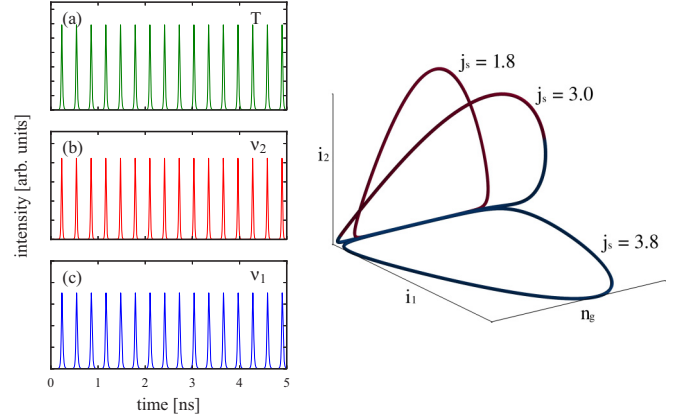 (a) T
(b) ν2
(c) ν1
intensity [arb. units]
0 1 2 3 4 5
time [ns]
js = 1.8
js = 3.0
i2
js = 3.8
i1
ng